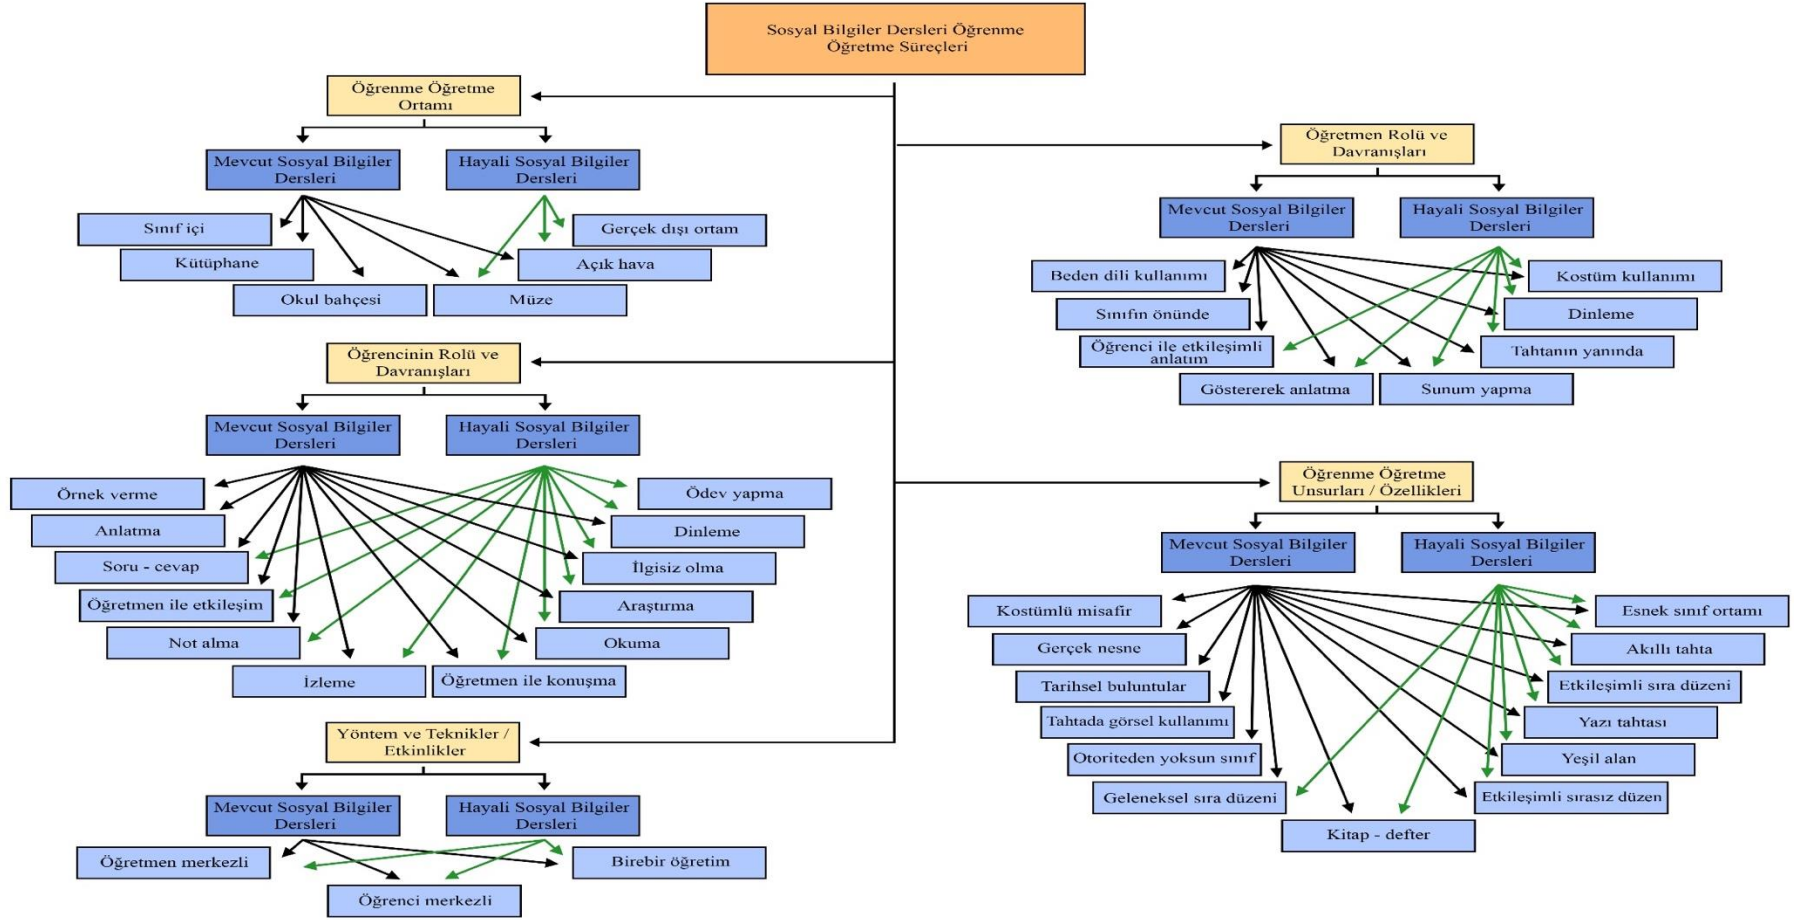 Sosyal Bilgiler Dersleri Öğrenme
Öğretme Süreçleri
Öğrenme Öğretme
Ortamı
Mevcut Sosyal Bilgiler
Dersleri
Hayali Sosyal Bilgiler
Dersleri
Sınıf içi
Gerçek dışı ortam
Kütüphane
Açık hava
Okul bahçesi
Müze
Öğretmen Rolü ve
Davranışları
Mevcut Sosyal Bilgiler
Dersleri
Hayali Sosyal Bilgiler
Dersleri
Beden dili kullanımı
Kostüm kullanımı
Sınıfın önünde
Dinleme
Öğrenci ile etkileşimli
anlatım
Tahtanın yanında
Göstererek anlatma
Sunum yapma
Öğrencinin Rolü ve
Davranışları
Mevcut Sosyal Bilgiler
Dersleri
Hayali Sosyal Bilgiler
Dersleri
Örnek verme
Ödev yapma
Anlatma
Dinleme
Soru - cevap
İlgisiz olma
Öğretmen ile etkileşim
Araştırma
Not alma
Okuma
İzleme
Öğretmen ile konuşma
Öğrenme Öğretme
Unsurları / Özellikleri
Mevcut Sosyal Bilgiler
Dersleri
Hayali Sosyal Bilgiler
Dersleri
Kostümlü misafir
Esnek sınıf ortamı
Gerçek nesne
Akıllı tahta
Tarihsel buluntular
Etkileşimli sıra düzeni
Tahtada görsel kullanımı
Yazı tahtası
Otoriteden yoksun sınıf
Yeşil alan
Geleneksel sıra düzeni
Etkileşimli sırasız düzen
Kitap - defter
Yöntem ve Teknikler /
Etkinlikler
Mevcut Sosyal Bilgiler
Dersleri
Hayali Sosyal Bilgiler
Dersleri
Öğretmen merkezli
Birebir öğretim
Öğrenci merkezli